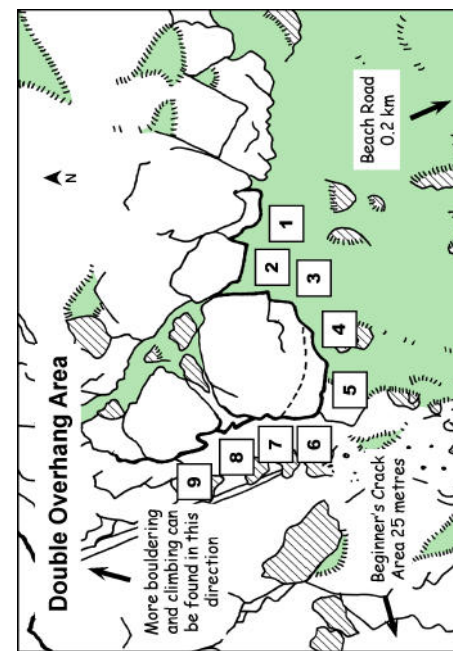 Double Overhang Area
N
More bouldering
and climbing can
be found in this
direction
9
8
7
6
5
4
3
2
1
Beginner's Crack
Area 25 metres
Beach Road
0.2 km